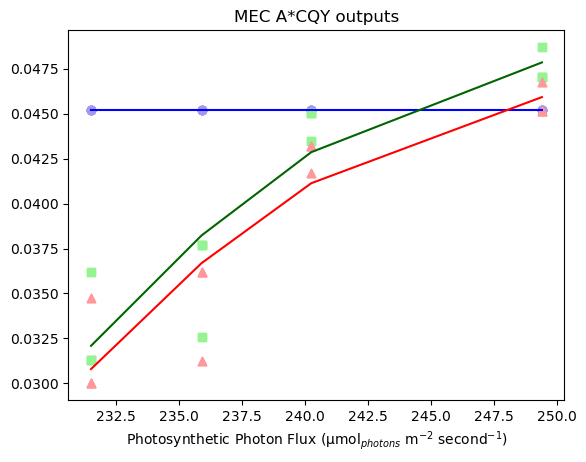 MEC A*CQY outputs
0.0475
0.0450
0.0425
0.0400
0.0375
0.0350
0.0325
0.0300
232.5 235.0 237.5 240.0 242.5 245.0 247.5 250.0
Photosynthetic Photon Flux (μmol_photons m⁻² second⁻¹)